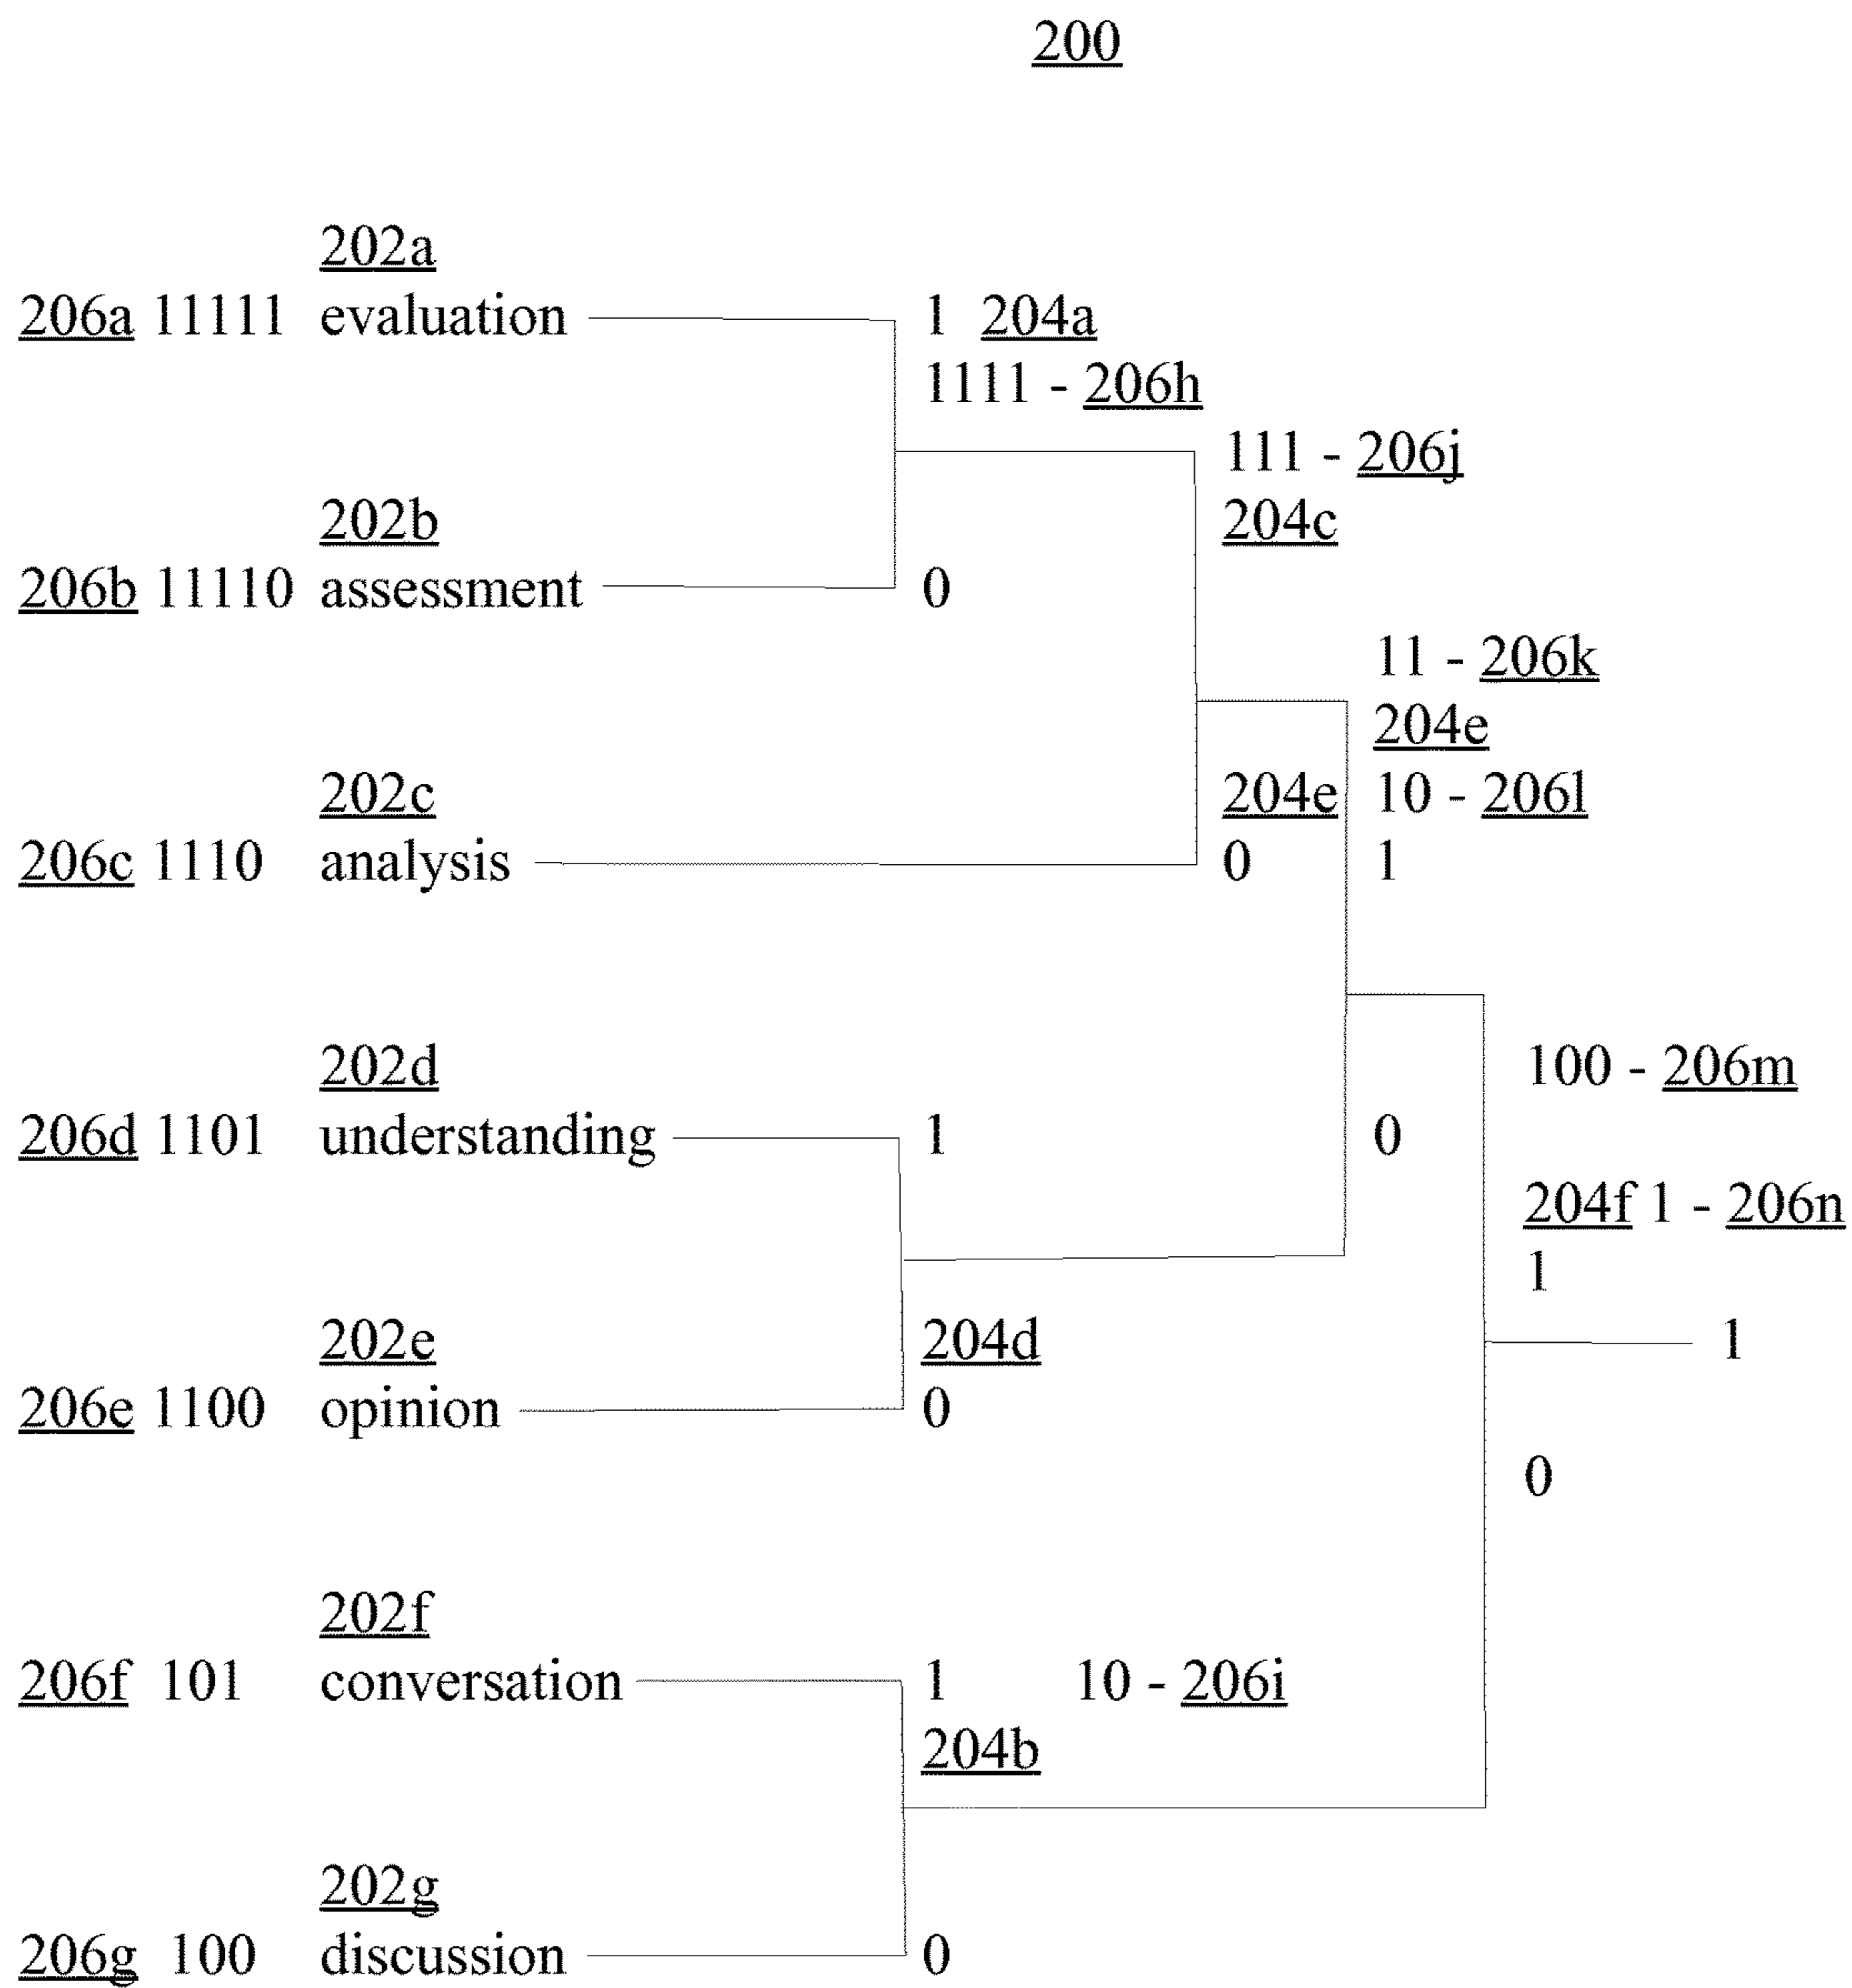 200
202a
206a 11111 evaluation 1 204a
1111 - 206h
111 - 206j
202b 204c
206b 11110 assessment 0
11 - 206k
204e
202c 204e 10 - 206l
206c 1110 analysis 0 1
202d 100 - 206m
206d 1101 understanding 1 0
204f 1 - 206n
1
202e 204d 1
206e 1100 opinion 0
0
202f
206f 101 conversation 1 10 - 206i
204b
202g
206g 100 discussion 0